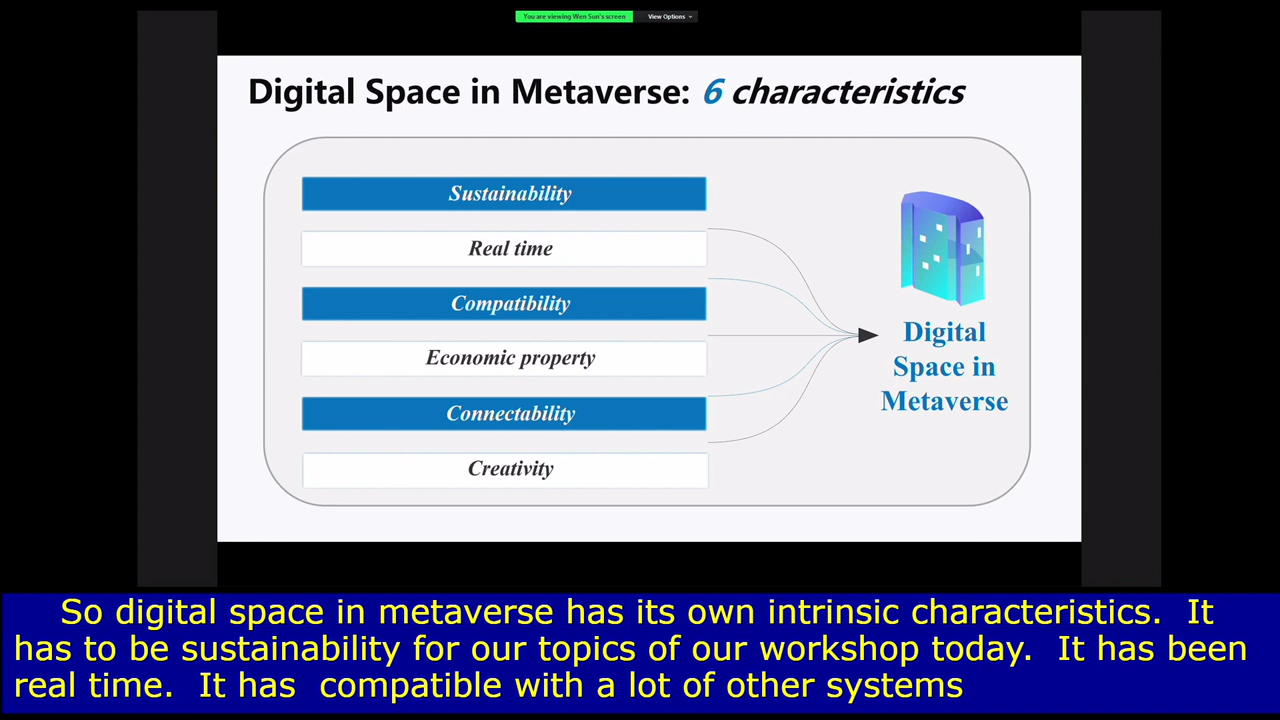 You are viewing Wen Sun's screen View Options
Digital Space in Metaverse: 6 characteristics
Sustainability
Real time
Compatibility
Economic property
Connectability
Creativity
Digital
Space in
Metaverse
So digital space in metaverse has its own intrinsic characteristics. It
has to be sustainability for our topics of our workshop today. It has been
real time. It has compatible with a lot of other systems